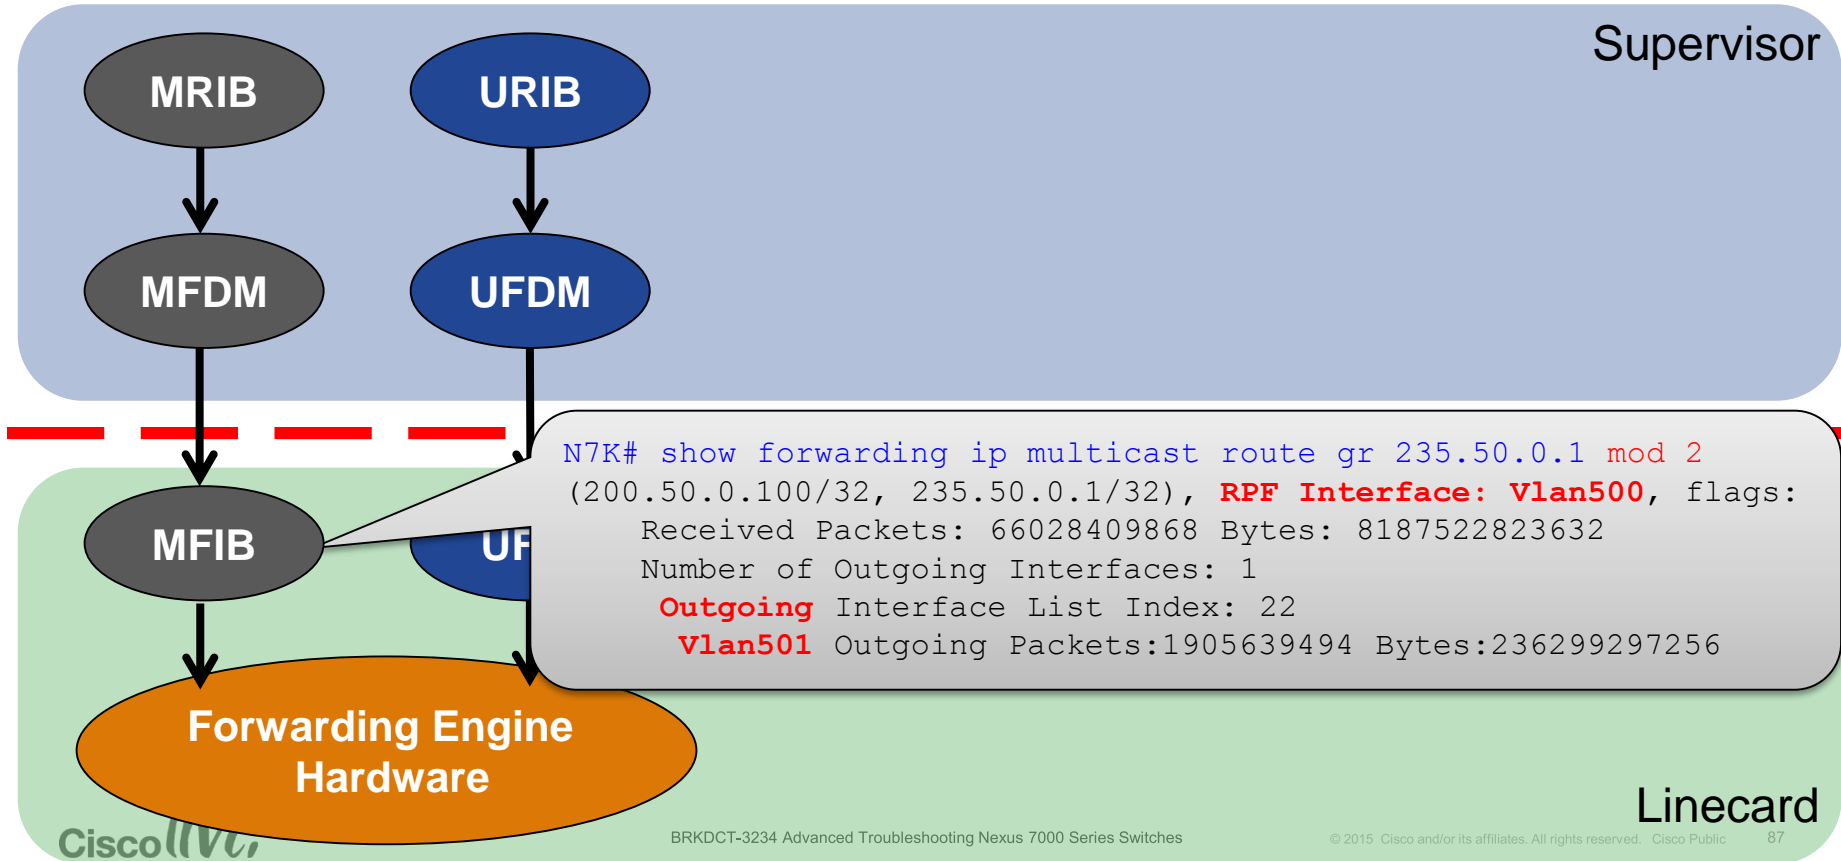 Supervisor
MRIB
URIB
MFDM
UFDM
N7K# show forwarding ip multicast route gr 235.50.0.1 mod 2
(200.50.0.100/32, 235.50.0.1/32), RPF Interface: Vlan500, flags:
Received Packets: 66028409868 Bytes: 8187522823632
Number of Outgoing Interfaces: 1
Outgoing Interface List Index: 22
Vlan501 Outgoing Packets:1905639494 Bytes:236299297256
MFIB
UF
Forwarding Engine
Hardware
Linecard
Cisco live!
BRKDCT-3234 Advanced Troubleshooting Nexus 7000 Series Switches
© 2015 Cisco and/or its affiliates. All rights reserved. Cisco Public
87